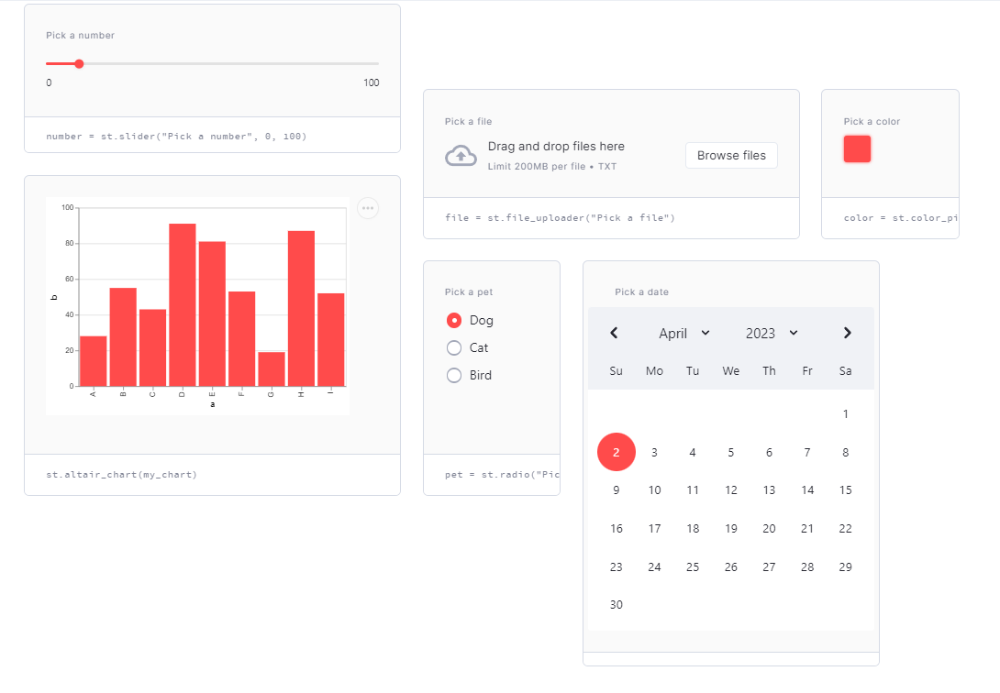 Pick a number
0 100
number = st.slider("Pick a number", 0, 100)
100
80
60
40
20
0
b
A B C D E F G H I
a
st.altair_chart(my_chart)
Pick a file
Drag and drop files here
Limit 200MB per file • TXT
Browse files
file = st.file_uploader("Pick a file")
Pick a color
color = st.color_pi
Pick a pet
Dog
Cat
Bird
pet = st.radio("Pic
Pick a date
April 2023
Su Mo Tu We Th Fr Sa
1
2 3 4 5 6 7 8
9 10 11 12 13 14 15
16 17 18 19 20 21 22
23 24 25 26 27 28 29
30